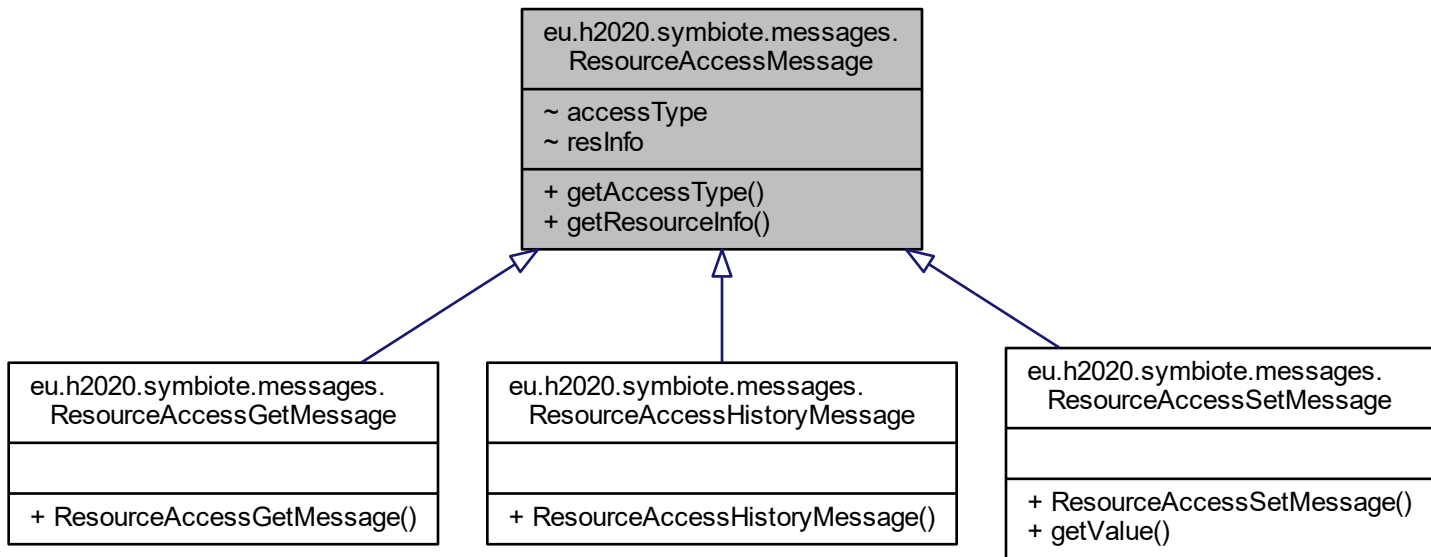 eu.h2020.symbiote.messages.
ResourceAccessMessage
~ accessType
~ resInfo
+ getAccessType()
+ getResourceInfo()
eu.h2020.symbiote.messages.
ResourceAccessGetMessage
+ ResourceAccessGetMessage()
eu.h2020.symbiote.messages.
ResourceAccessHistoryMessage
+ ResourceAccessHistoryMessage()
eu.h2020.symbiote.messages.
ResourceAccessSetMessage
+ ResourceAccessSetMessage()
+ getValue()